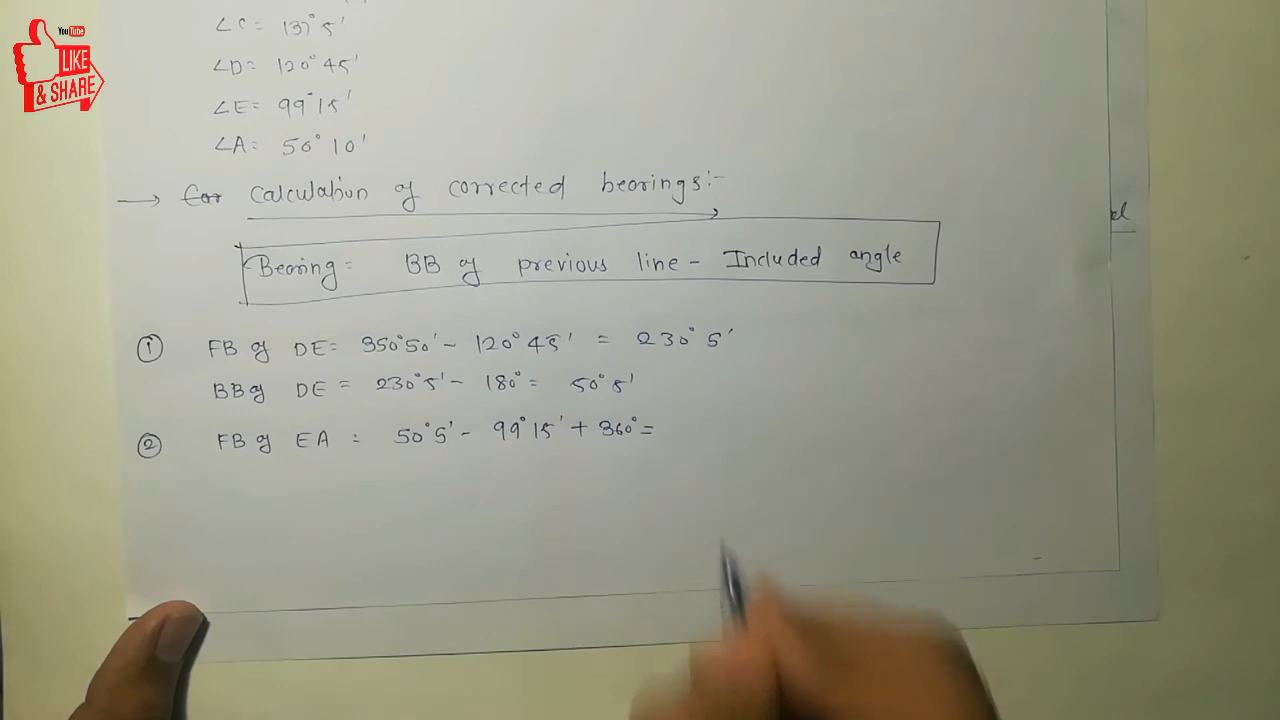 YouTube
LIKE
& SHARE
∠C = 137°5'
∠D = 120°45'
∠E = 99°15'
∠A = 50°10'
→ calculation of corrected bearings:-
Bearing = BB of previous line - Included angle
① FB of DE = 350°50' - 120°45' = 230°5'
BB of DE = 230°5' - 180° = 50°5'
② FB of EA = 50°5' - 99°15' + 360° =